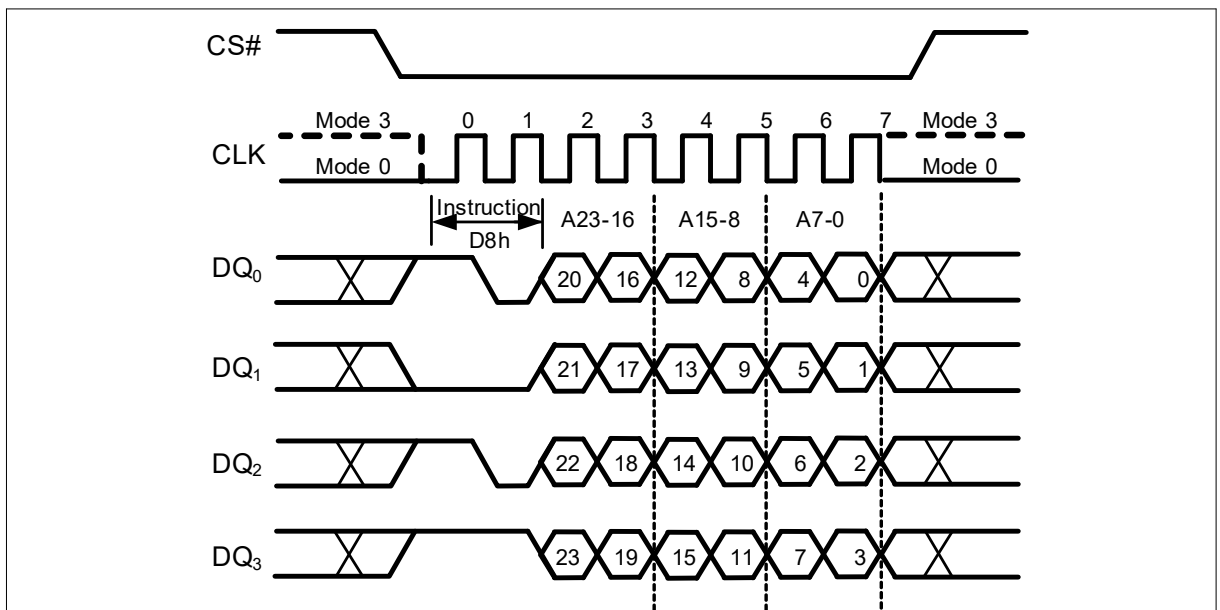 CS#
Mode 3 0 1 2 3 4 5 6 7 Mode 3
CLK
Mode 0 Mode 0
Instruction A23-16 A15-8 A7-0
D8h
DQ0 20 16 12 8 4 0
DQ1 21 17 13 9 5 1
DQ2 22 18 14 10 6 2
DQ3 23 19 15 11 7 3